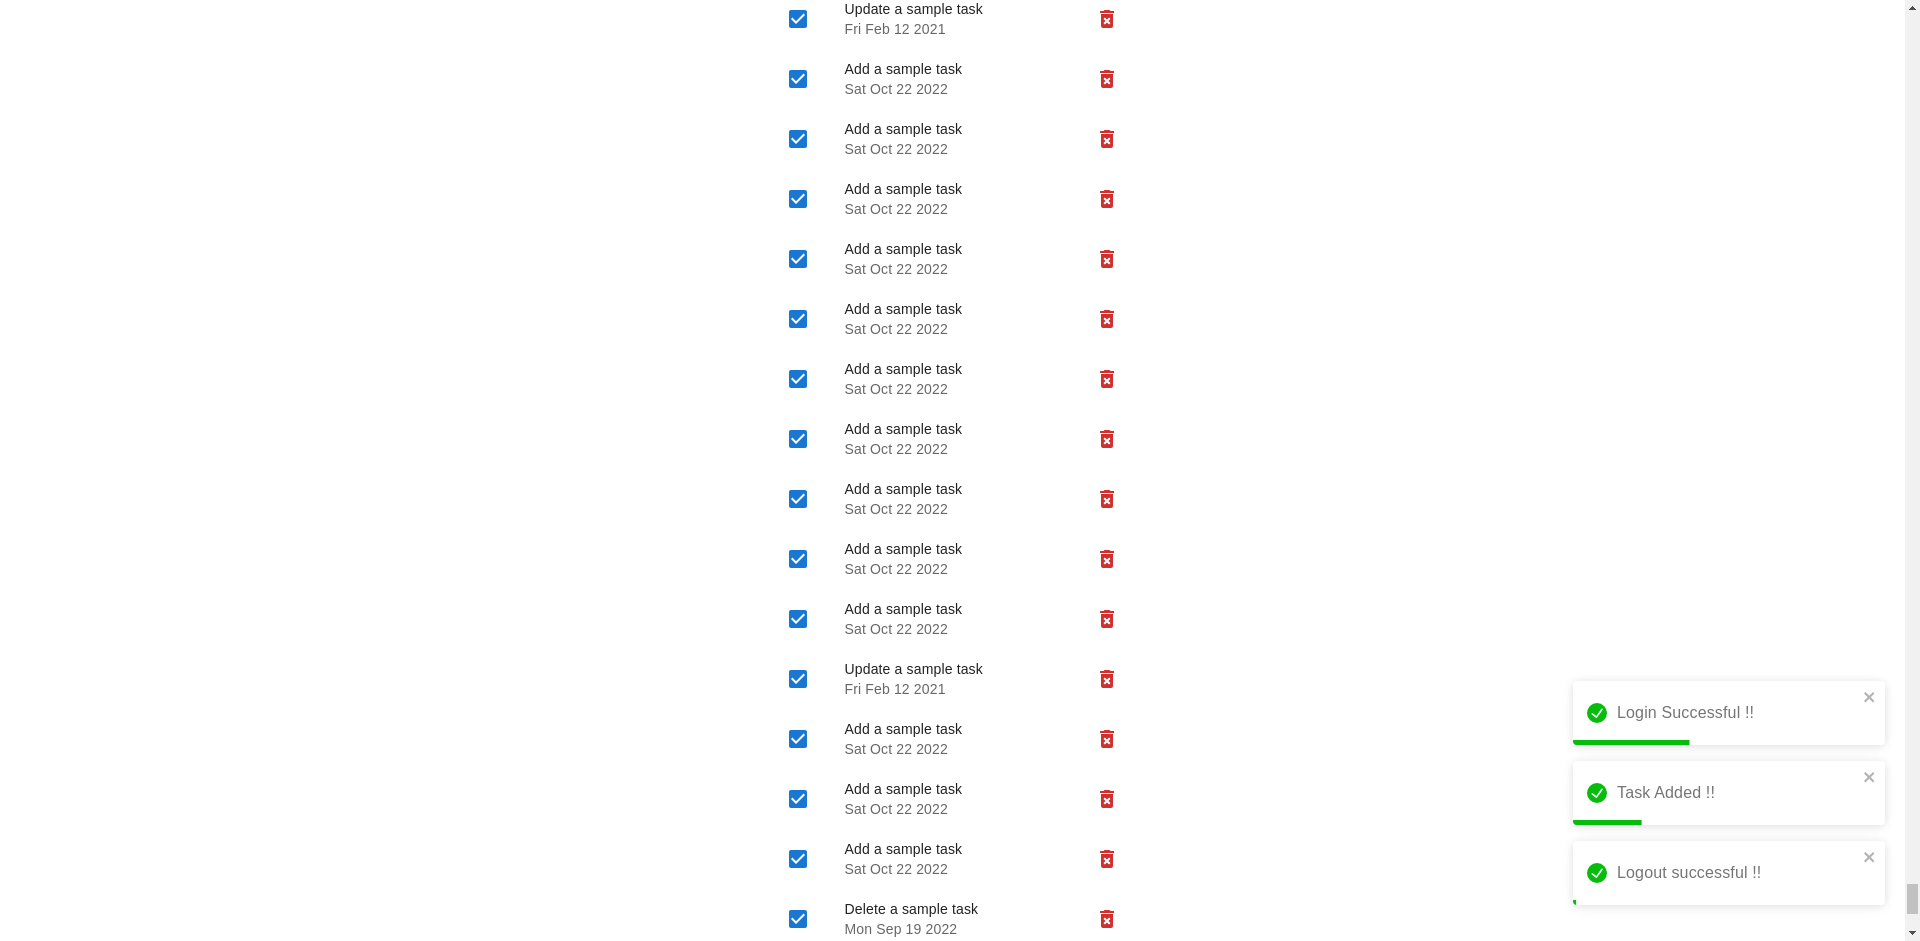 Update a sample task
Fri Feb 12 2021
Add a sample task
Sat Oct 22 2022
Add a sample task
Sat Oct 22 2022
Add a sample task
Sat Oct 22 2022
Add a sample task
Sat Oct 22 2022
Add a sample task
Sat Oct 22 2022
Add a sample task
Sat Oct 22 2022
Add a sample task
Sat Oct 22 2022
Add a sample task
Sat Oct 22 2022
Add a sample task
Sat Oct 22 2022
Add a sample task
Sat Oct 22 2022
Update a sample task
Fri Feb 12 2021
Add a sample task
Sat Oct 22 2022
Add a sample task
Sat Oct 22 2022
Add a sample task
Sat Oct 22 2022
Delete a sample task
Mon Sep 19 2022
Login Successful !!
Task Added !!
Logout successful !!